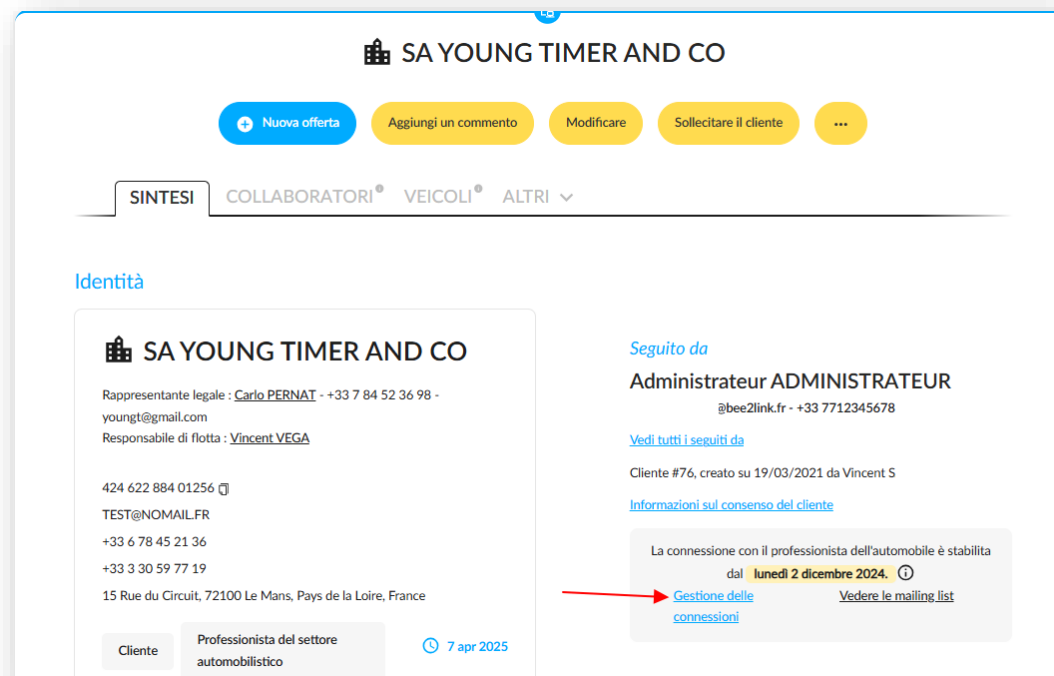 SA YOUNG TIMER AND CO
Nuova offerta
Aggiungi un commento
Modificare
Sollecitare il cliente
...
SINTESI
COLLABORATORI
VEICOLI
ALTRI
Identità
SA YOUNG TIMER AND CO
Rappresentante legale : Carlo PERNAT - +33 7 84 52 36 98 -
youngt@gmail.com
Responsabile di flotta : Vincent VEGA
424 622 884 01256
TEST@NOMAIL.FR
+33 6 78 45 21 36
+33 3 30 59 77 19
15 Rue du Circuit, 72100 Le Mans, Pays de la Loire, France
Cliente
Professionista del settore
automobilistico
7 apr 2025
Seguito da
Administrateur ADMINISTRATEUR
@bee2link.fr - +33 7712345678
Vedi tutti i seguiti da
Cliente #76, creato su 19/03/2021 da Vincent S
Informazioni sul consenso del cliente
La connessione con il professionista dell'automobile è stabilita
dal lunedì 2 dicembre 2024.
Gestione delle
connessioni
Vedere le mailing list